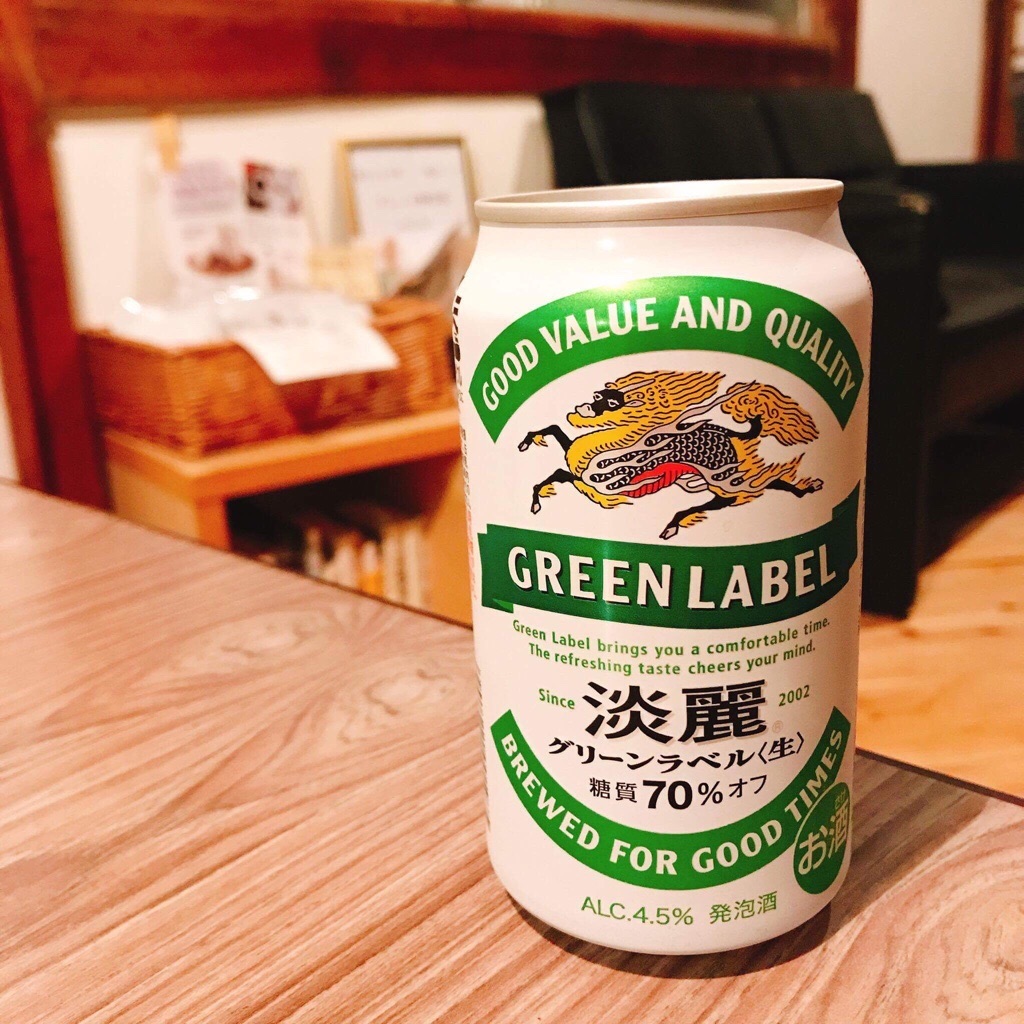 GOOD VALUE AND QUALITY
GREEN LABEL
Green Label brings you a comfortable time.
The refreshing taste cheers your mind.
Since 淡麗 2002
グリーンラベル〈生〉
糖質70%オフ
BREWED FOR GOOD TIMES
お酒
ALC.4.5% 発泡酒